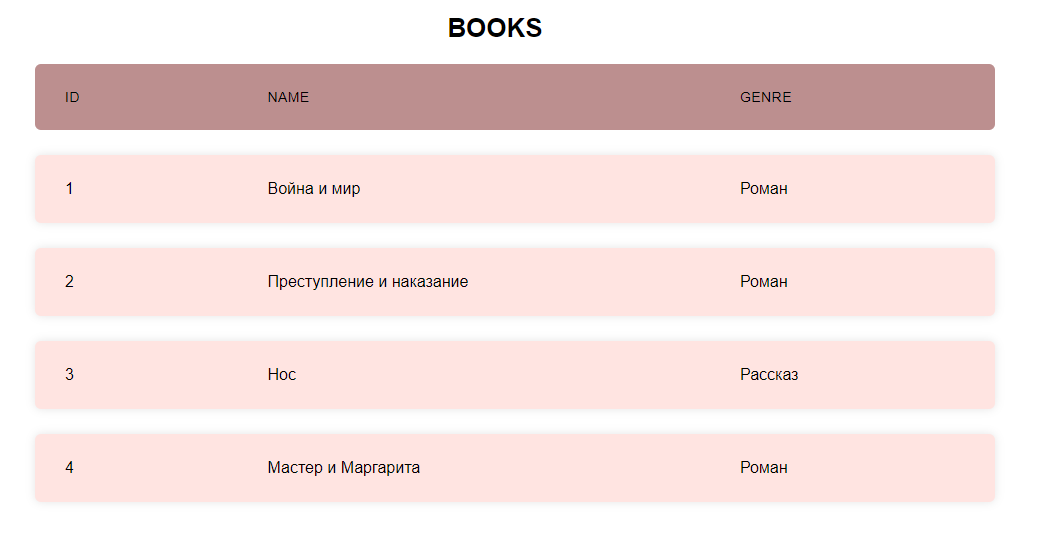 BOOKS
ID NAME GENRE
1 Война и мир Роман
2 Преступление и наказание Роман
3 Нос Рассказ
4 Мастер и Маргарита Роман